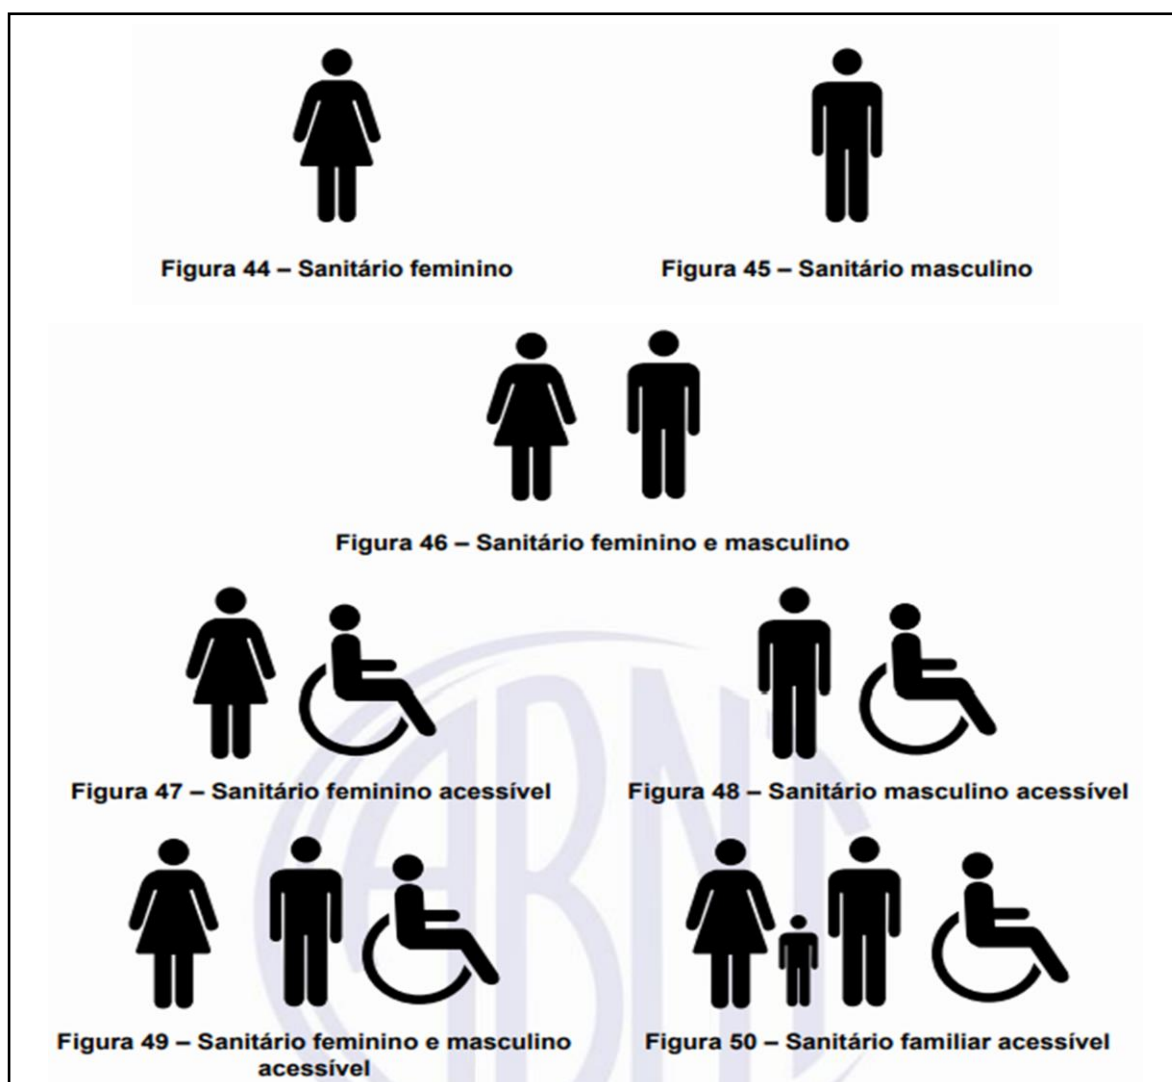 Figura 44 – Sanitário feminino
Figura 45 – Sanitário masculino
Figura 46 – Sanitário feminino e masculino
Figura 47 – Sanitário feminino acessível
Figura 48 – Sanitário masculino acessível
Figura 49 – Sanitário feminino e masculino
acessível
Figura 50 – Sanitário familiar acessível
ABNT